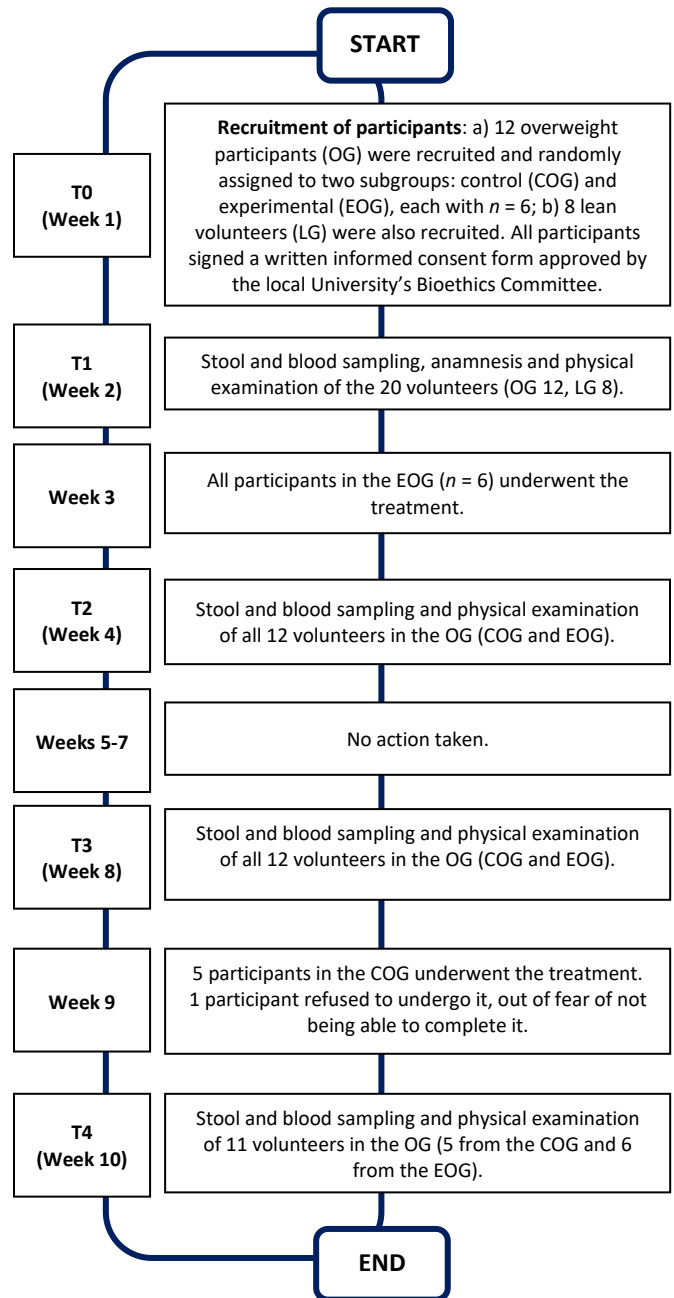 START
T0
(Week 1)
Recruitment of participants: a) 12 overweight
participants (OG) were recruited and randomly
assigned to two subgroups: control (COG) and
experimental (EOG), each with n = 6; b) 8 lean
volunteers (LG) were also recruited. All participants
signed a written informed consent form approved by
the local University’s Bioethics Committee.
T1
(Week 2)
Stool and blood sampling, anamnesis and physical
examination of the 20 volunteers (OG 12, LG 8).
Week 3
All participants in the EOG (n = 6) underwent the
treatment.
T2
(Week 4)
Stool and blood sampling and physical examination
of all 12 volunteers in the OG (COG and EOG).
Weeks 5-7
No action taken.
T3
(Week 8)
Stool and blood sampling and physical examination
of all 12 volunteers in the OG (COG and EOG).
Week 9
5 participants in the COG underwent the treatment.
1 participant refused to undergo it, out of fear of not
being able to complete it.
T4
(Week 10)
Stool and blood sampling and physical examination
of 11 volunteers in the OG (5 from the COG and 6
from the EOG).
END